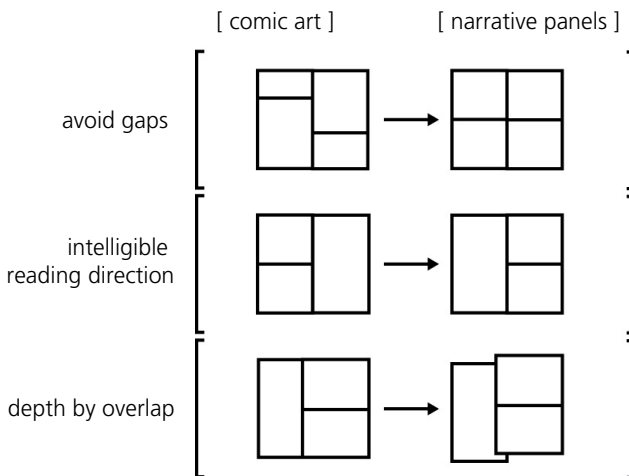 [ comic art ] [ narrative panels ]
avoid gaps
intelligible
reading direction
depth by overlap